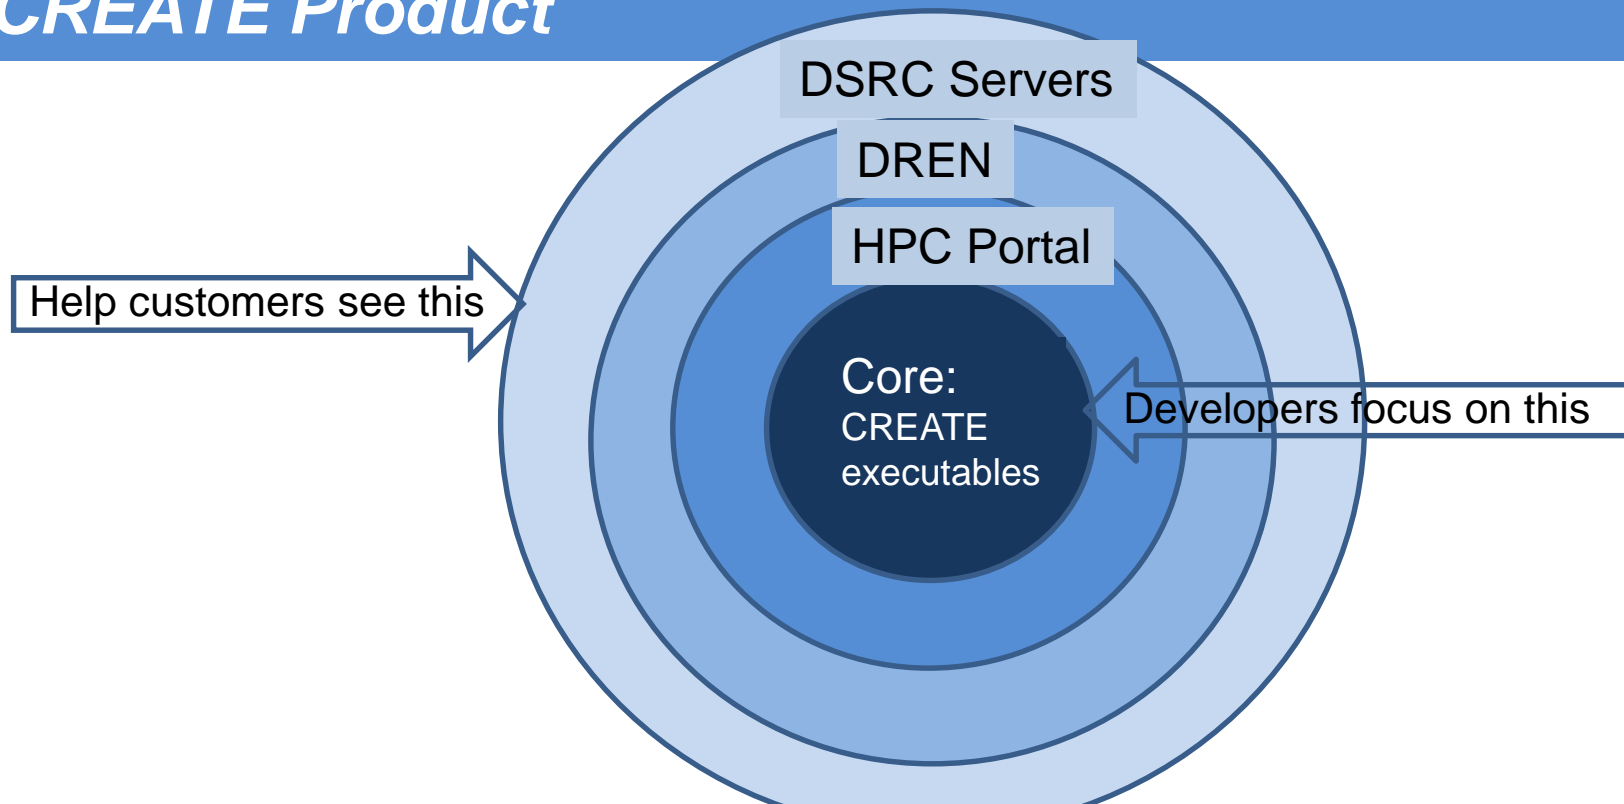 CREATE Product
DSRC Servers
DREN
HPC Portal
Help customers see this
Core:
CREATE
executables
Developers focus on this